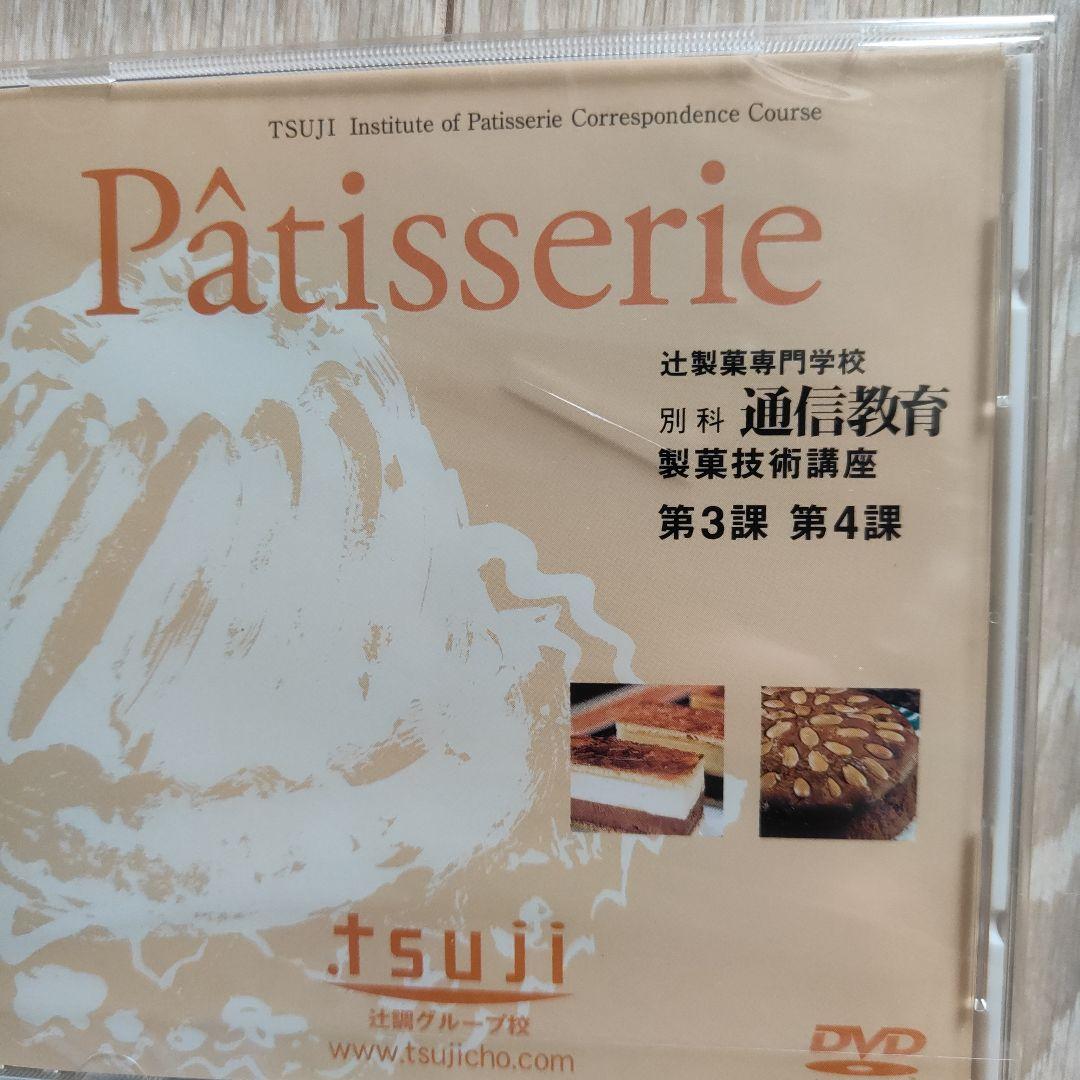 TSUJI Institute of Patisserie Correspondence Course
Pâtisserie
辻製菓専門学校
別科 通信教育
製菓技術講座
第3課 第4課
.tsuji
辻調グループ校
www.tsujicho.com
DVD